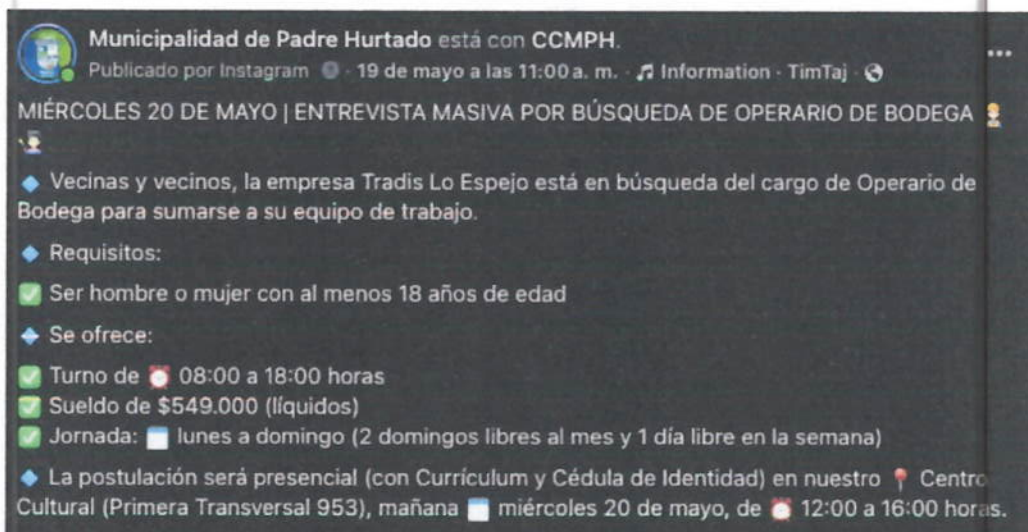 Municipalidad de Padre Hurtado está con CCMPH.
Publicado por Instagram · 19 de mayo a las 11:00 a. m. · Information · TimTaj ·
MIÉRCOLES 20 DE MAYO | ENTREVISTA MASIVA POR BÚSQUEDA DE OPERARIO DE BODEGA
Vecinas y vecinos, la empresa Tradis Lo Espejo está en búsqueda del cargo de Operario de
Bodega para sumarse a su equipo de trabajo.
Requisitos:
Ser hombre o mujer con al menos 18 años de edad
Se ofrece:
Turno de ⏰ 08:00 a 18:00 horas
Sueldo de $549.000 (líquidos)
Jornada: lunes a domingo (2 domingos libres al mes y 1 día libre en la semana)
La postulación será presencial (con Currículum y Cédula de Identidad) en nuestro 📍 Centro
Cultural (Primera Transversal 953), mañana miércoles 20 de mayo, de ⏰ 12:00 a 16:00 horas.